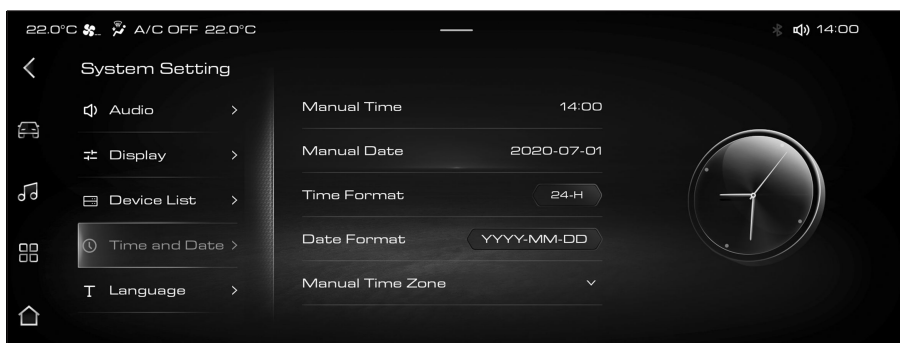 22.0°C A/C OFF 22.0°C 14:00
System Setting
Audio
Display
Device List
Time and Date
T Language
Manual Time 14:00
Manual Date 2020-07-01
Time Format 24-H
Date Format YYYY-MM-DD
Manual Time Zone